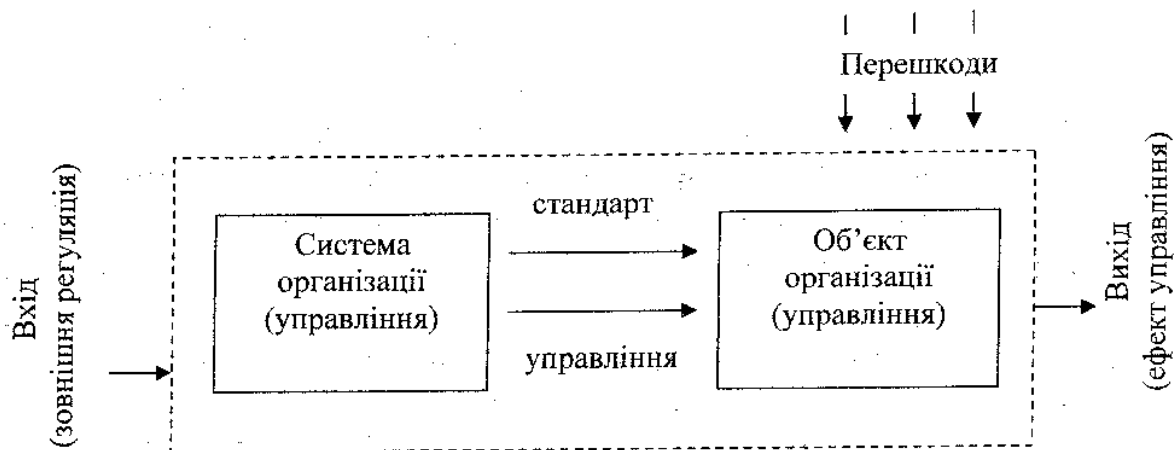 Перешкоди
Вхід
(зовнішня регуляція)
Система
організації
(управління)
стандарт
управління
Об’єкт
організації
(управління)
Вихід
(ефект управління)